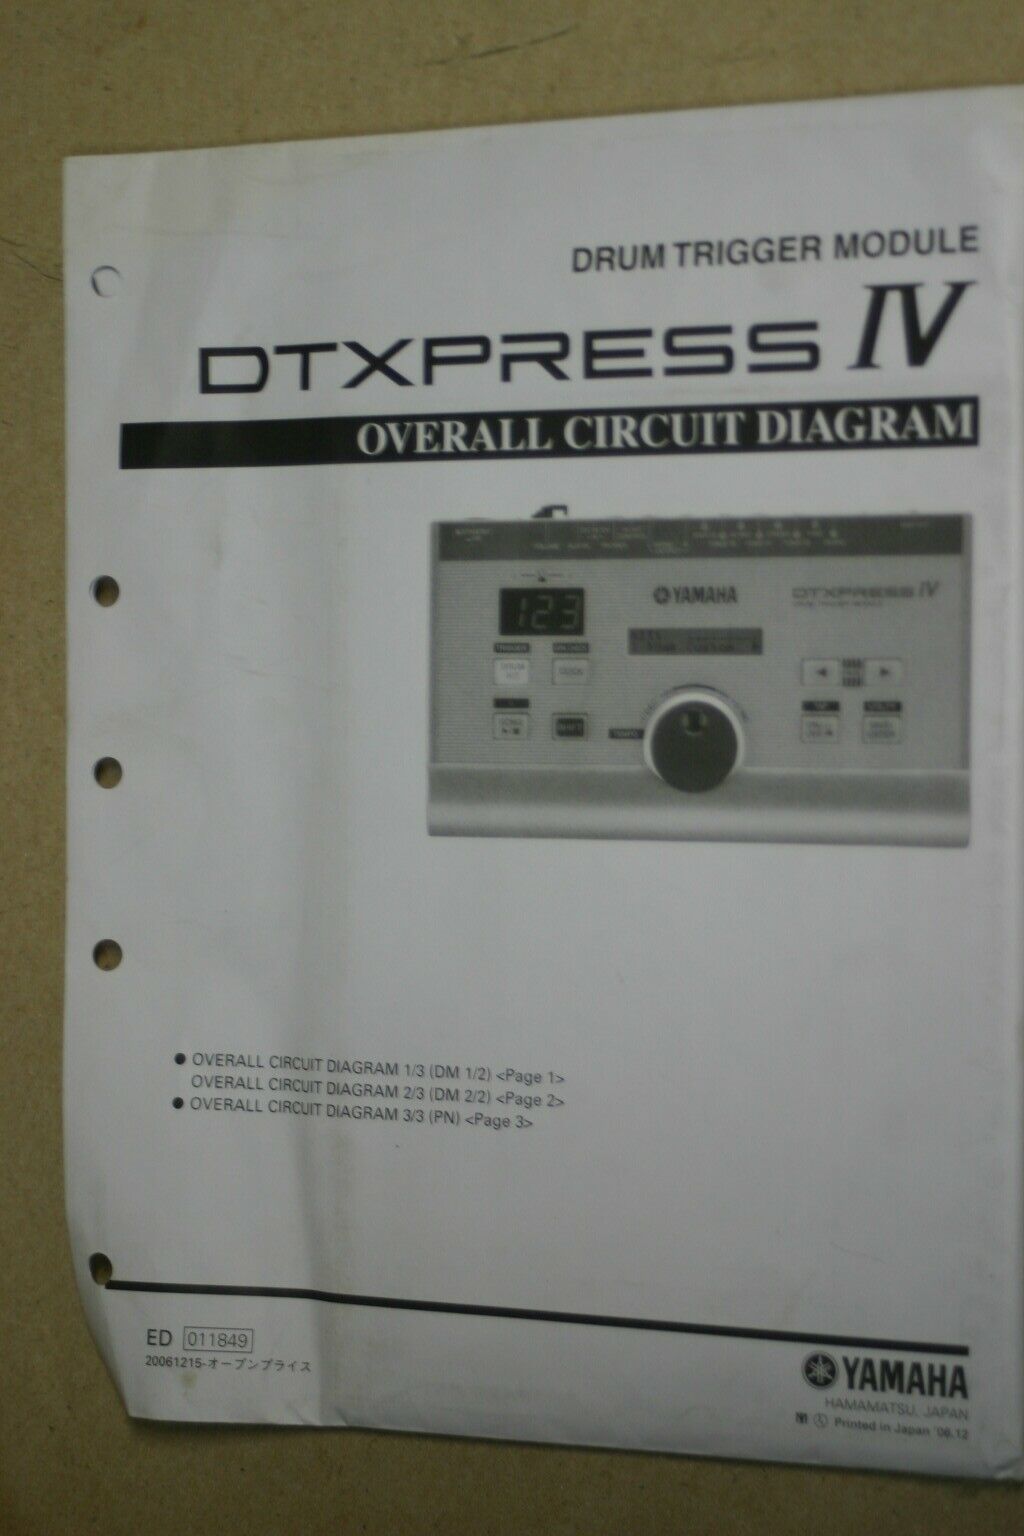 DRUM TRIGGER MODULE
DTXPRESS IV
OVERALL CIRCUIT DIAGRAM
YAMAHA
DTXPRESS IV
123
● OVERALL CIRCUIT DIAGRAM 1/3 (DM 1/2) <Page 1>
OVERALL CIRCUIT DIAGRAM 2/3 (DM 2/2) <Page 2>
● OVERALL CIRCUIT DIAGRAM 3/3 (PN) <Page 3>
ED 011849
20061215-オープンプライス
YAMAHA
HAMAMATSU, JAPAN
Printed in Japan '06.12